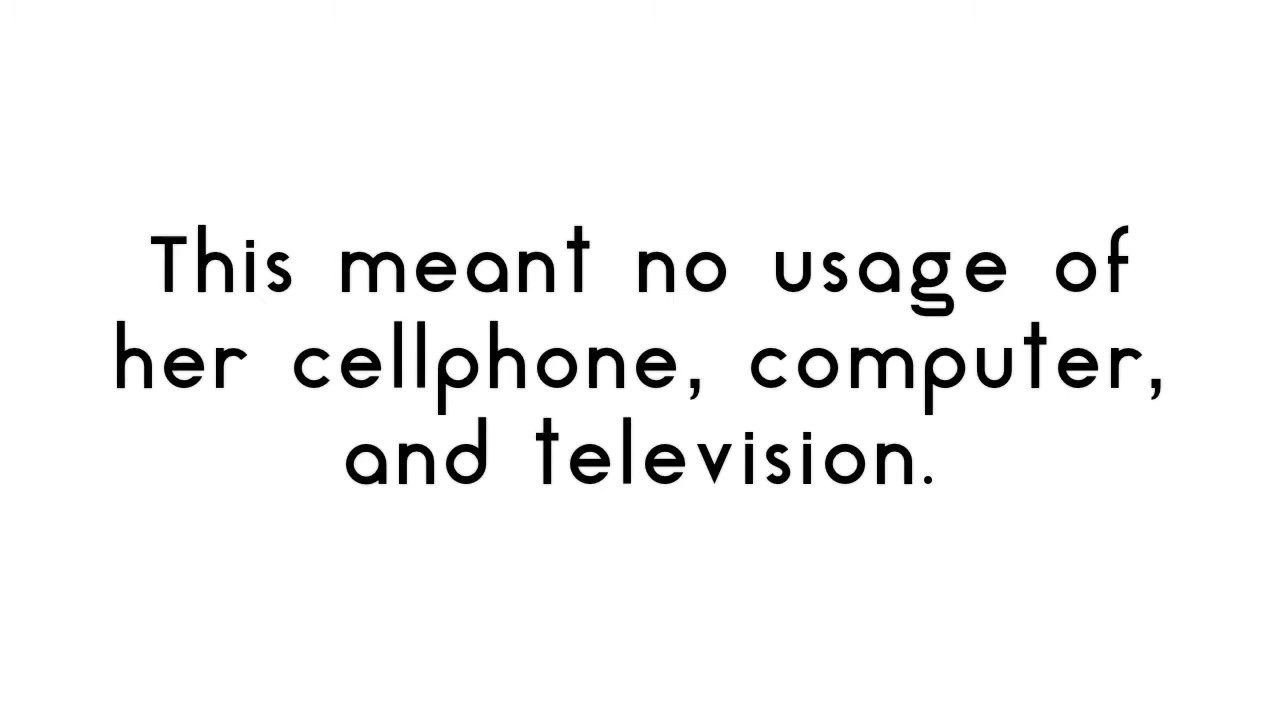 This meant no usage of
her cellphone, computer,
and television.